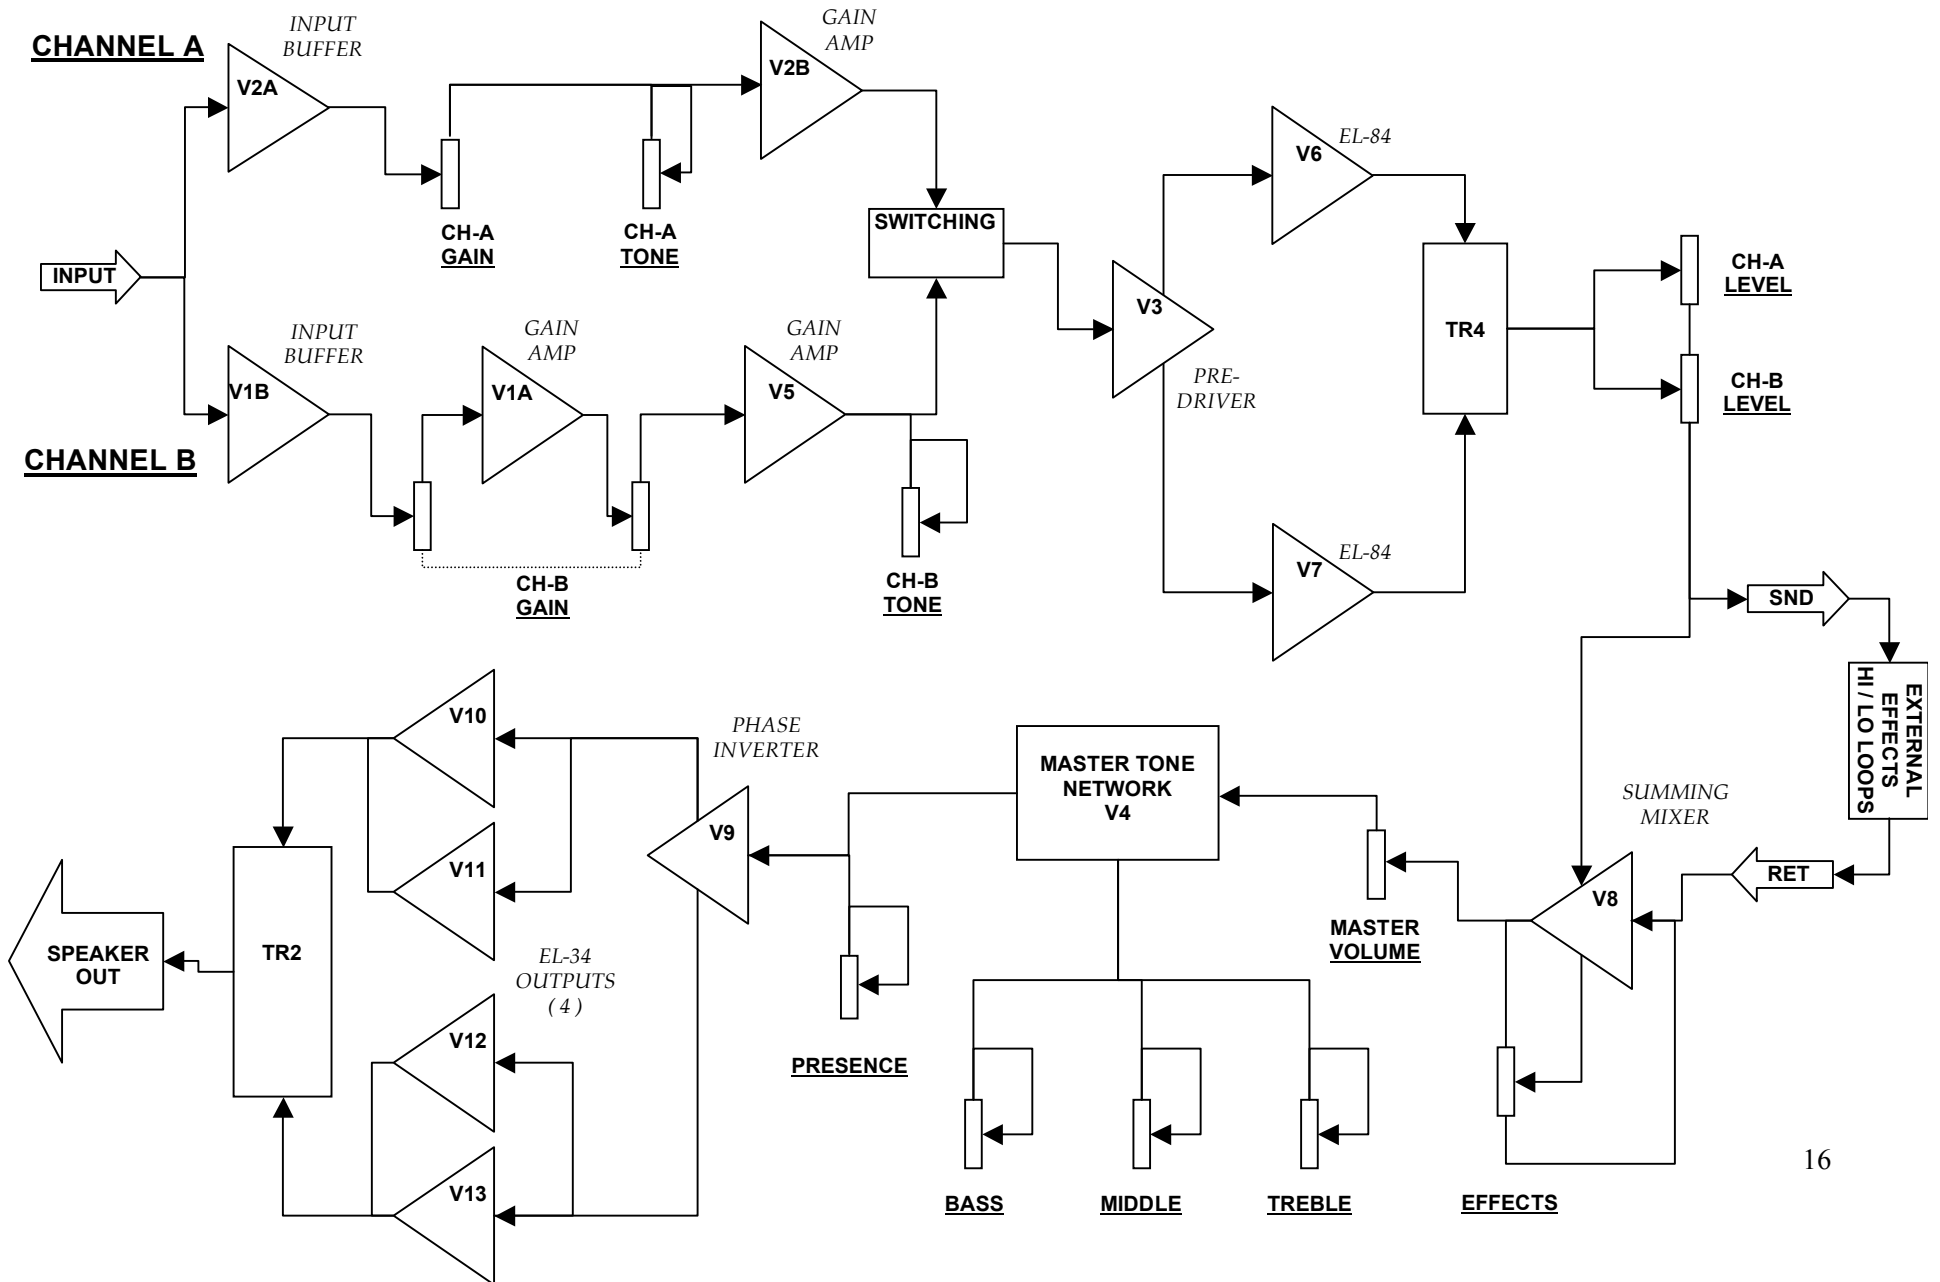 CHANNEL A
INPUT
BUFFER
V2A
GAIN
AMP
V2B
CH-A
GAIN
CH-A
TONE
INPUT
SWITCHING
V6
EL-84
V3
PRE-
DRIVER
TR4
CH-A
LEVEL
CH-B
LEVEL
CHANNEL B
INPUT
BUFFER
V1B
GAIN
AMP
V1A
GAIN
AMP
V5
CH-B
GAIN
CH-B
TONE
V7
EL-84
SND
EXTERNAL
EFFECTS
HI / LO LOOPS
RET
SUMMING
MIXER
V8
EFFECTS
MASTER
VOLUME
MASTER TONE
NETWORK
V4
BASS
MIDDLE
TREBLE
PRESENCE
PHASE
INVERTER
V9
V10
V11
EL-34
OUTPUTS
( 4 )
V12
V13
TR2
SPEAKER
OUT
16